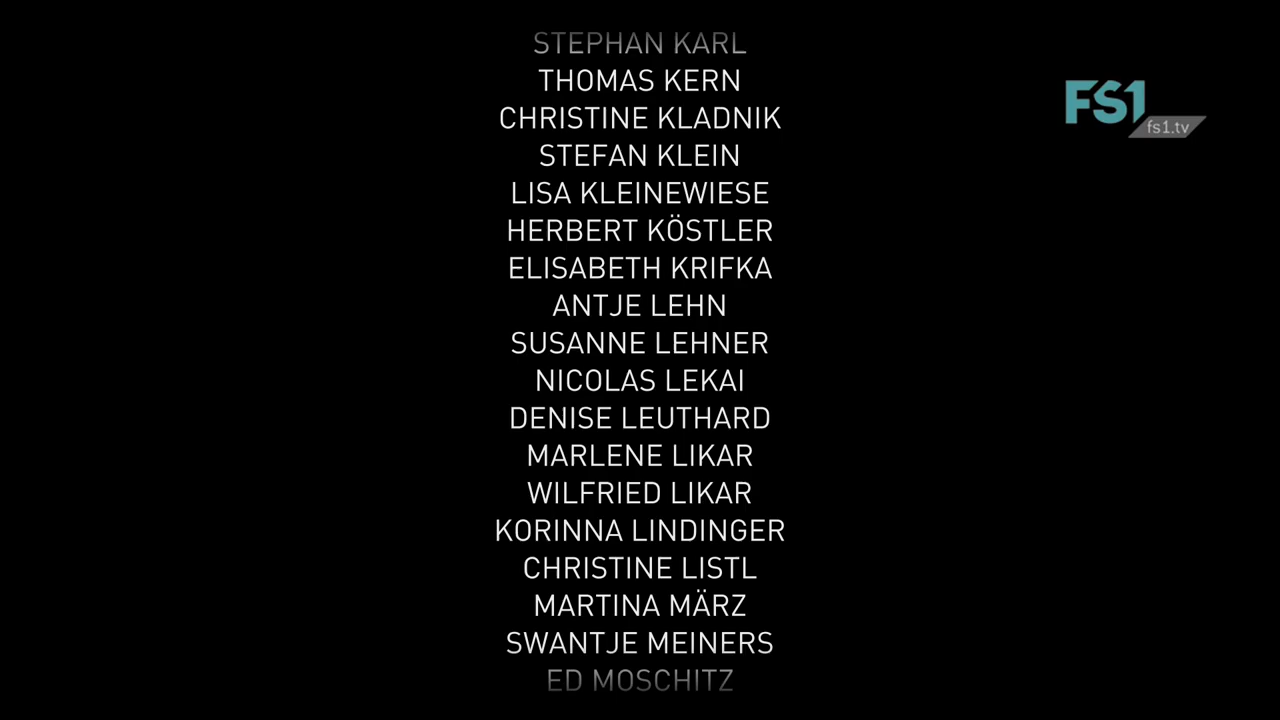 STEPHAN KARL
THOMAS KERN
CHRISTINE KLADNIK
STEFAN KLEIN
LISA KLEINEWIESE
HERBERT KÖSTLER
ELISABETH KRIFKA
ANTJE LEHN
SUSANNE LEHNER
NICOLAS LEKAI
DENISE LEUTHARD
MARLENE LIKAR
WILFRIED LIKAR
KORINNA LINDINGER
CHRISTINE LISTL
MARTINA MÄRZ
SWANTJE MEINERS
ED MOSCHITZ
FS1
fs1.tv